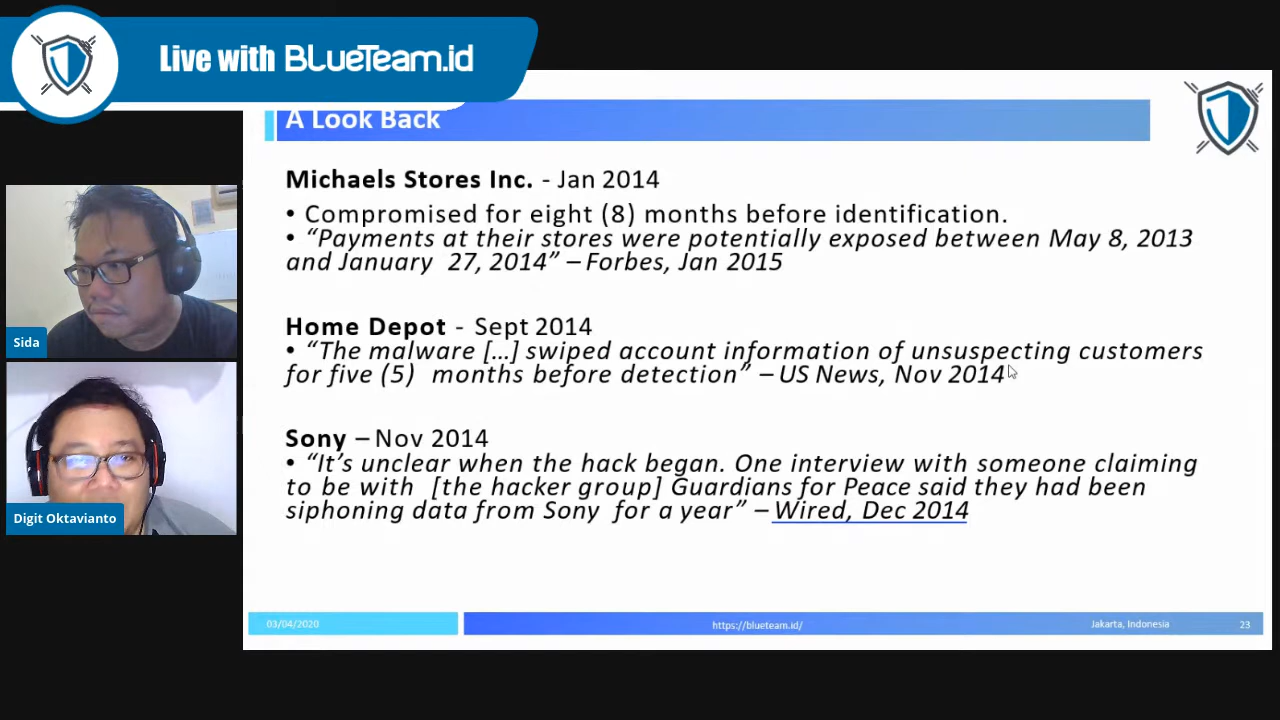 Live with BLueTeam.id
A Look Back
Michaels Stores Inc. - Jan 2014
• Compromised for eight (8) months before identification.
• “Payments at their stores were potentially exposed between May 8, 2013
and January 27, 2014” – Forbes, Jan 2015
Home Depot - Sept 2014
• “The malware […] swiped account information of unsuspecting customers
for five (5) months before detection” – US News, Nov 2014
Sony – Nov 2014
• “It’s unclear when the hack began. One interview with someone claiming
to be with [the hacker group] Guardians for Peace said they had been
siphoning data from Sony for a year” – Wired, Dec 2014
Sida
Digit Oktavianto
03/04/2020
https://blueteam.id/
Jakarta, Indonesia
23